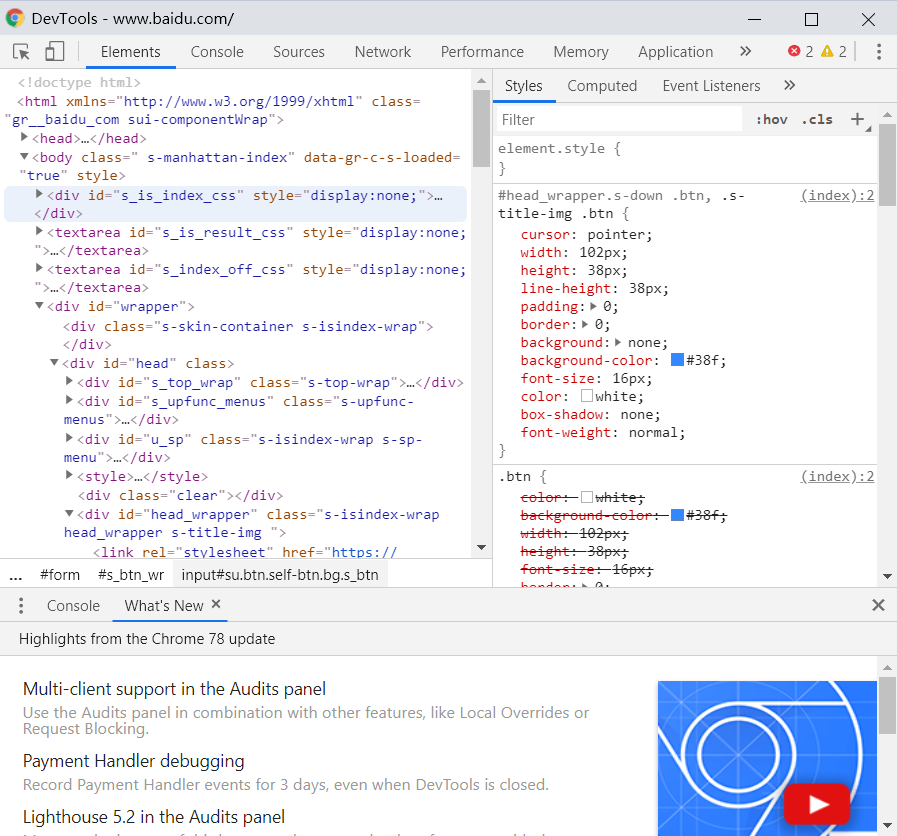 DevTools - www.baidu.com/
Elements Console Sources Network Performance Memory Application » 2 2
<!doctype html>
<html xmlns="http://www.w3.org/1999/xhtml" class=
"gr__baidu_com sui-componentWrap">
<head>…</head>
<body class=" s-manhattan-index" data-gr-c-s-loaded=
"true" style>
<div id="s_is_index_css" style="display:none;">…
</div>
<textarea id="s_is_result_css" style="display:none;
">…</textarea>
<textarea id="s_index_off_css" style="display:none;
">…</textarea>
<div id="wrapper">
<div class="s-skin-container s-isindex-wrap">
</div>
<div id="head" class>
<div id="s_top_wrap" class="s-top-wrap">…</div>
<div id="s_upfunc_menus" class="s-upfunc-
menus">…</div>
<div id="u_sp" class="s-isindex-wrap s-sp-
menu">…</div>
<style>…</style>
<div class="clear"></div>
<div id="head_wrapper" class="s-isindex-wrap
head_wrapper s-title-img ">
<link rel="stylesheet" href="https://
... #form #s_btn_wr input#su.btn.self-btn.bg.s_btn
Styles Computed Event Listeners »
Filter :hov .cls +
element.style {
}
#head_wrapper.s-down .btn, .s- (index):2
title-img .btn {
cursor: pointer;
width: 102px;
height: 38px;
line-height: 38px;
padding: 0;
border: 0;
background: none;
background-color: #38f;
font-size: 16px;
color: white;
box-shadow: none;
font-weight: normal;
}
.btn { (index):2
color: white;
background-color: #38f;
width: 102px;
height: 38px;
font-size: 16px;
border: 0;
Console What's New ×
Highlights from the Chrome 78 update
Multi-client support in the Audits panel
Use the Audits panel in combination with other features, like Local Overrides or
Request Blocking.
Payment Handler debugging
Record Payment Handler events for 3 days, even when DevTools is closed.
Lighthouse 5.2 in the Audits panel